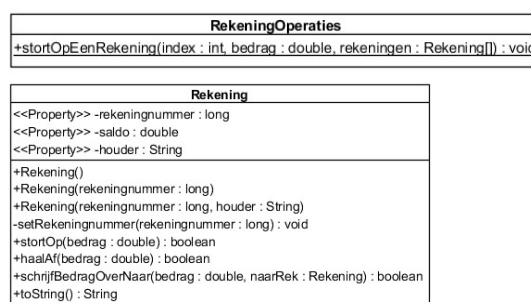 RekeningOperaties
+stortOpEenRekening(index : int, bedrag : double, rekeningen : Rekening[]) : void
Rekening
<<Property>> -rekeningnummer : long
<<Property>> -saldo : double
<<Property>> -houder : String
+Rekening()
+Rekening(rekeningnummer : long)
+Rekening(rekeningnummer : long, houder : String)
-setRekeningnummer(rekeningnummer : long) : void
+stortOp(bedrag : double) : boolean
+haalAf(bedrag : double) : boolean
+schrijfBedragOverNaar(bedrag : double, naarRek : Rekening) : boolean
+toString() : String